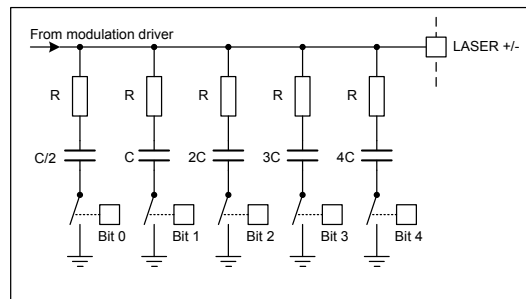 From modulation driver
LASER +/-
R R R R R
C/2 C 2C 3C 4C
Bit 0 Bit 1 Bit 2 Bit 3 Bit 4